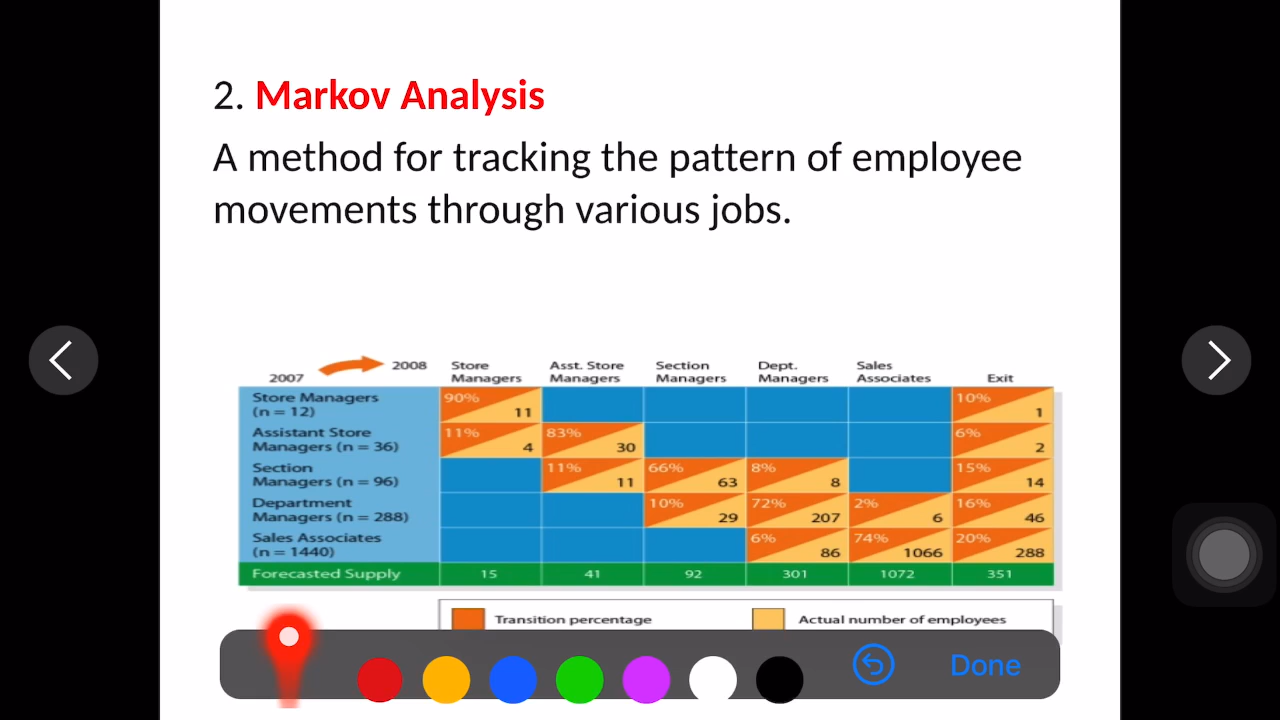 2. Markov Analysis
A method for tracking the pattern of employee
movements through various jobs.
2007 2008 Store Managers Asst. Store Managers Section Managers Dept. Managers Sales Associates Exit
Store Managers (n = 12) 90% 11 10% 1
Assistant Store Managers (n = 36) 11% 4 83% 30 6% 2
Section Managers (n = 96) 11% 11 66% 63 8% 8 15% 14
Department Managers (n = 288) 10% 29 72% 207 2% 6 16% 46
Sales Associates (n = 1440) 6% 86 74% 1066 20% 288
Forecasted Supply 15 41 92 301 1072 351
Transition percentage Actual number of employees
Done